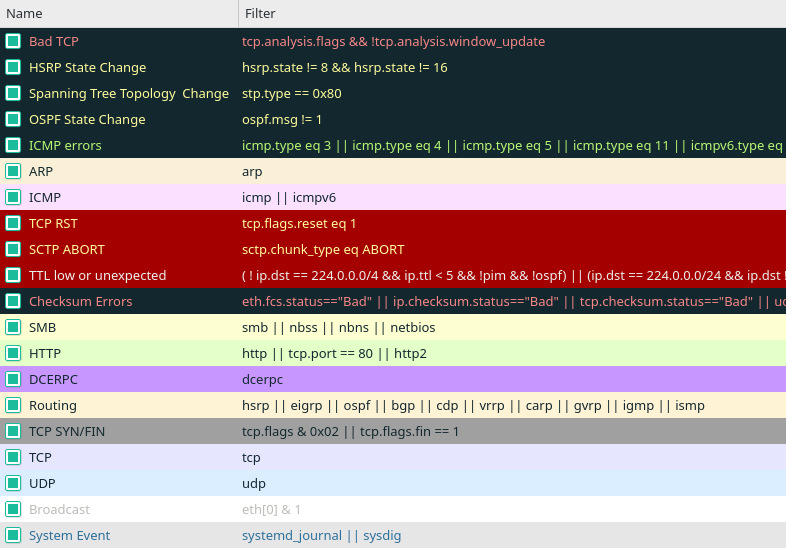 Name Filter
Bad TCP tcp.analysis.flags && !tcp.analysis.window_update
HSRP State Change hsrp.state != 8 && hsrp.state != 16
Spanning Tree Topology  Change stp.type == 0x80
OSPF State Change ospf.msg != 1
ICMP errors icmp.type eq 3 || icmp.type eq 4 || icmp.type eq 5 || icmp.type eq 11 || icmpv6.type eq
ARP arp
ICMP icmp || icmpv6
TCP RST tcp.flags.reset eq 1
SCTP ABORT sctp.chunk_type eq ABORT
TTL low or unexpected ( ! ip.dst == 224.0.0.0/4 && ip.ttl < 5 && !pim && !ospf) || (ip.dst == 224.0.0.0/24 && ip.dst !
Checksum Errors eth.fcs.status=="Bad" || ip.checksum.status=="Bad" || tcp.checksum.status=="Bad" ||
SMB smb || nbss || nbns || netbios
HTTP http || tcp.port == 80 || http2
DCERPC dcerpc
Routing hsrp || eigrp || ospf || bgp || cdp || vrrp || carp || gvrp || igmp || ismp
TCP SYN/FIN tcp.flags & 0x02 || tcp.flags.fin == 1
TCP tcp
UDP udp
Broadcast eth[0] & 1
System Event systemd_journal || sysdig